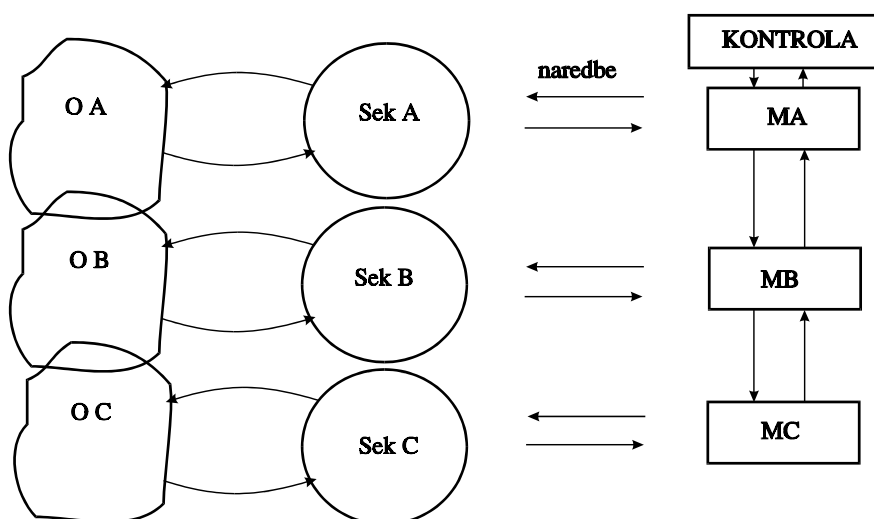 KONTROLA
naredbe
O A
Sek A
MA
O B
Sek B
MB
O C
Sek C
MC